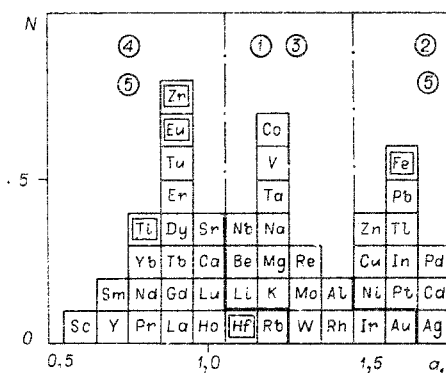 N ④ ① ③ ②
⑤ Zr ⑤
Eu Co
.5 Tu V Fe
Er Ta Pb
Ti Dy Sr Nb Na Zn Tl
Yb Tb Ca Be Mg Re Cu In Pd
Sm Nd Gd Lu Li K Mo Al Ni Pt Cd
0 Sc Y Pr La Ho Hf Rb W Rh Ir Au Ag
0,5 1,0 1,5 a,